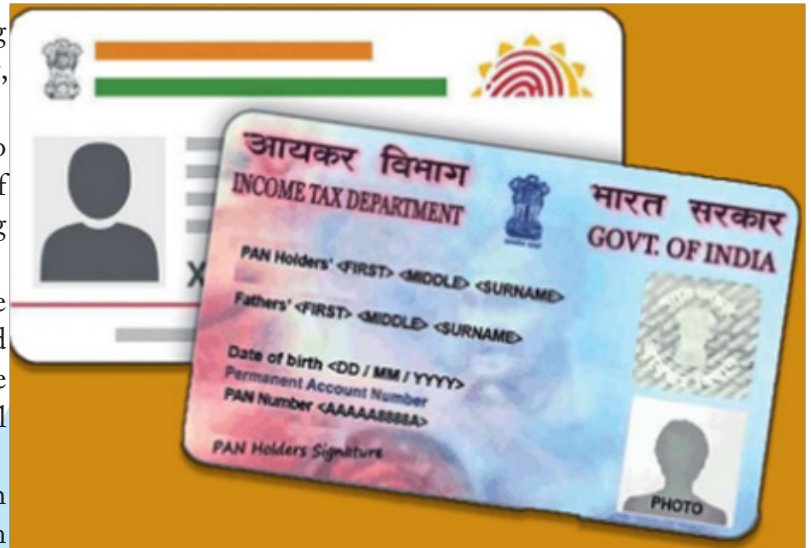 g
,
o
f
g
e
d
e
l
n
n
X
आयकर विभाग
INCOME TAX DEPARTMENT
भारत सरकार
GOVT. OF INDIA
PAN Holders' <FIRST> <MIDDLE> <SURNAME>
Fathers' <FIRST> <MIDDLE> <SURNAME>
Date of birth <DD / MM / YYYY>
Permanent Account Number
PAN Number <AAAAA8888A>
PAN Holders Signature
PHOTO